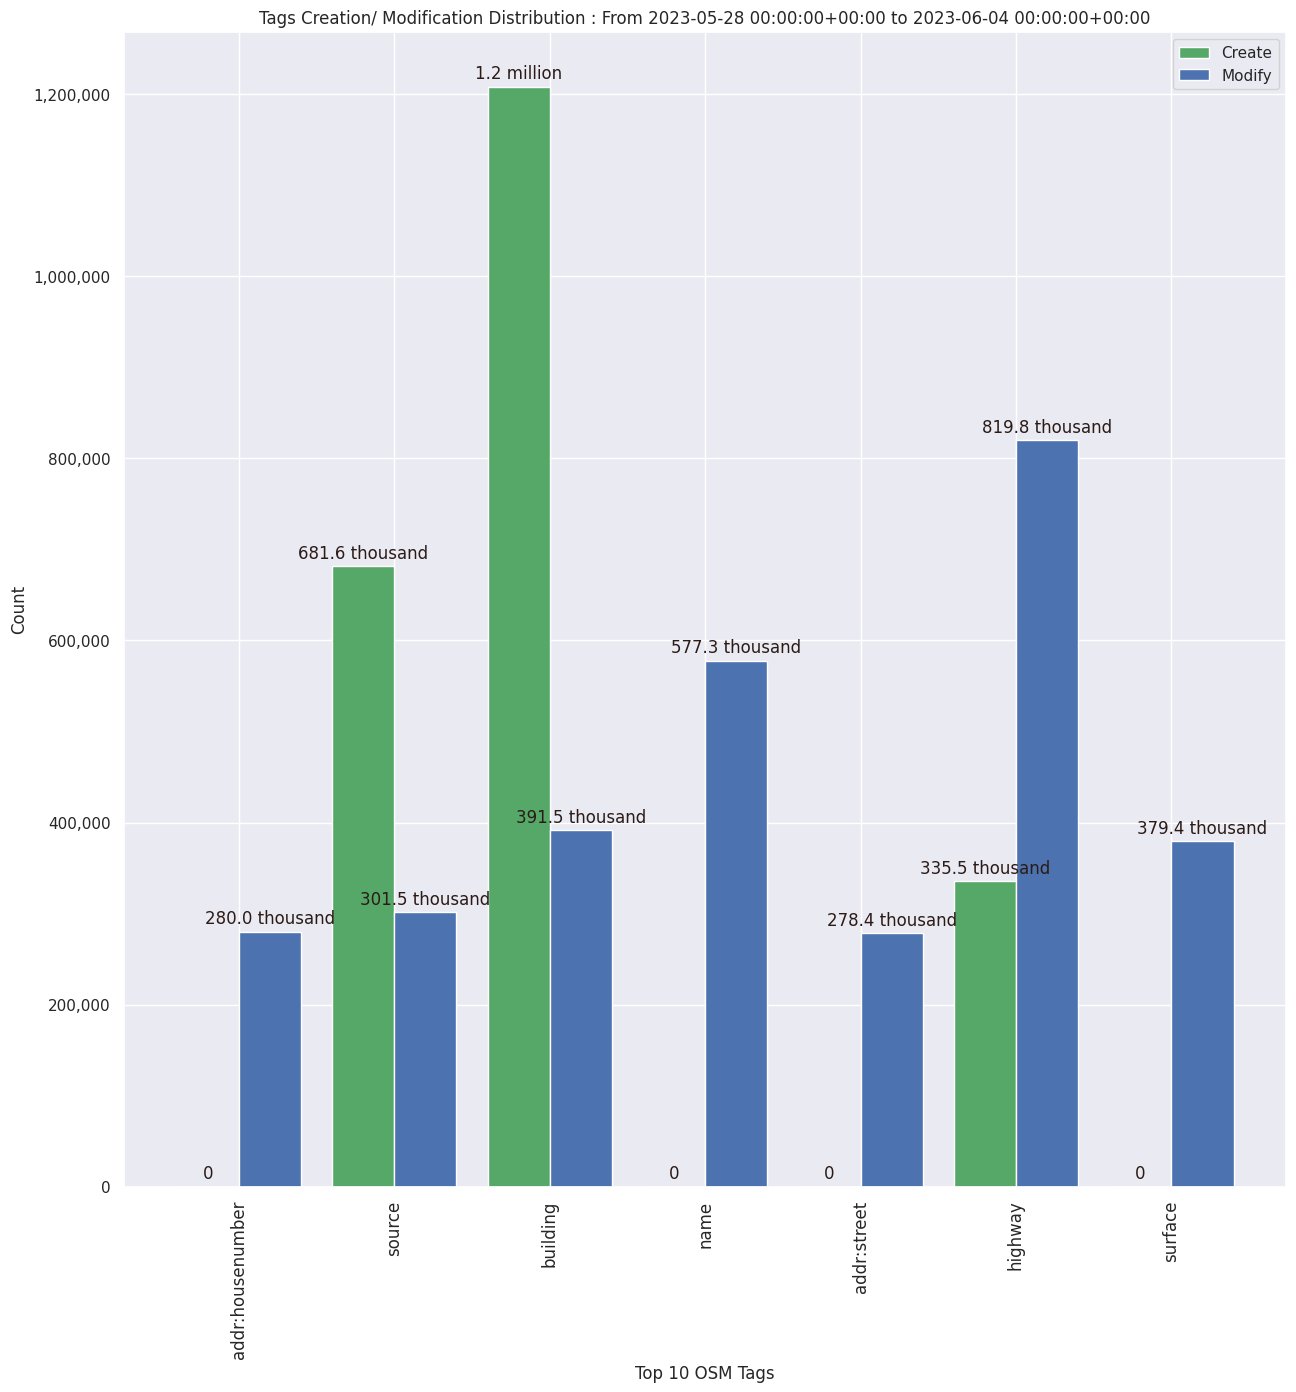 Tags Creation/ Modification Distribution : From 2023-05-28 00:00:00+00:00 to 2023-06-04 00:00:00+00:00
Create
Modify
1.2 million
1,200,000
1,000,000
819.8 thousand
800,000
681.6 thousand
577.3 thousand
600,000
Count
391.5 thousand
379.4 thousand
400,000
335.5 thousand
301.5 thousand
280.0 thousand
278.4 thousand
200,000
0
0
0
0
0
addr:housenumber
source
building
name
addr:street
highway
surface
Top 10 OSM Tags